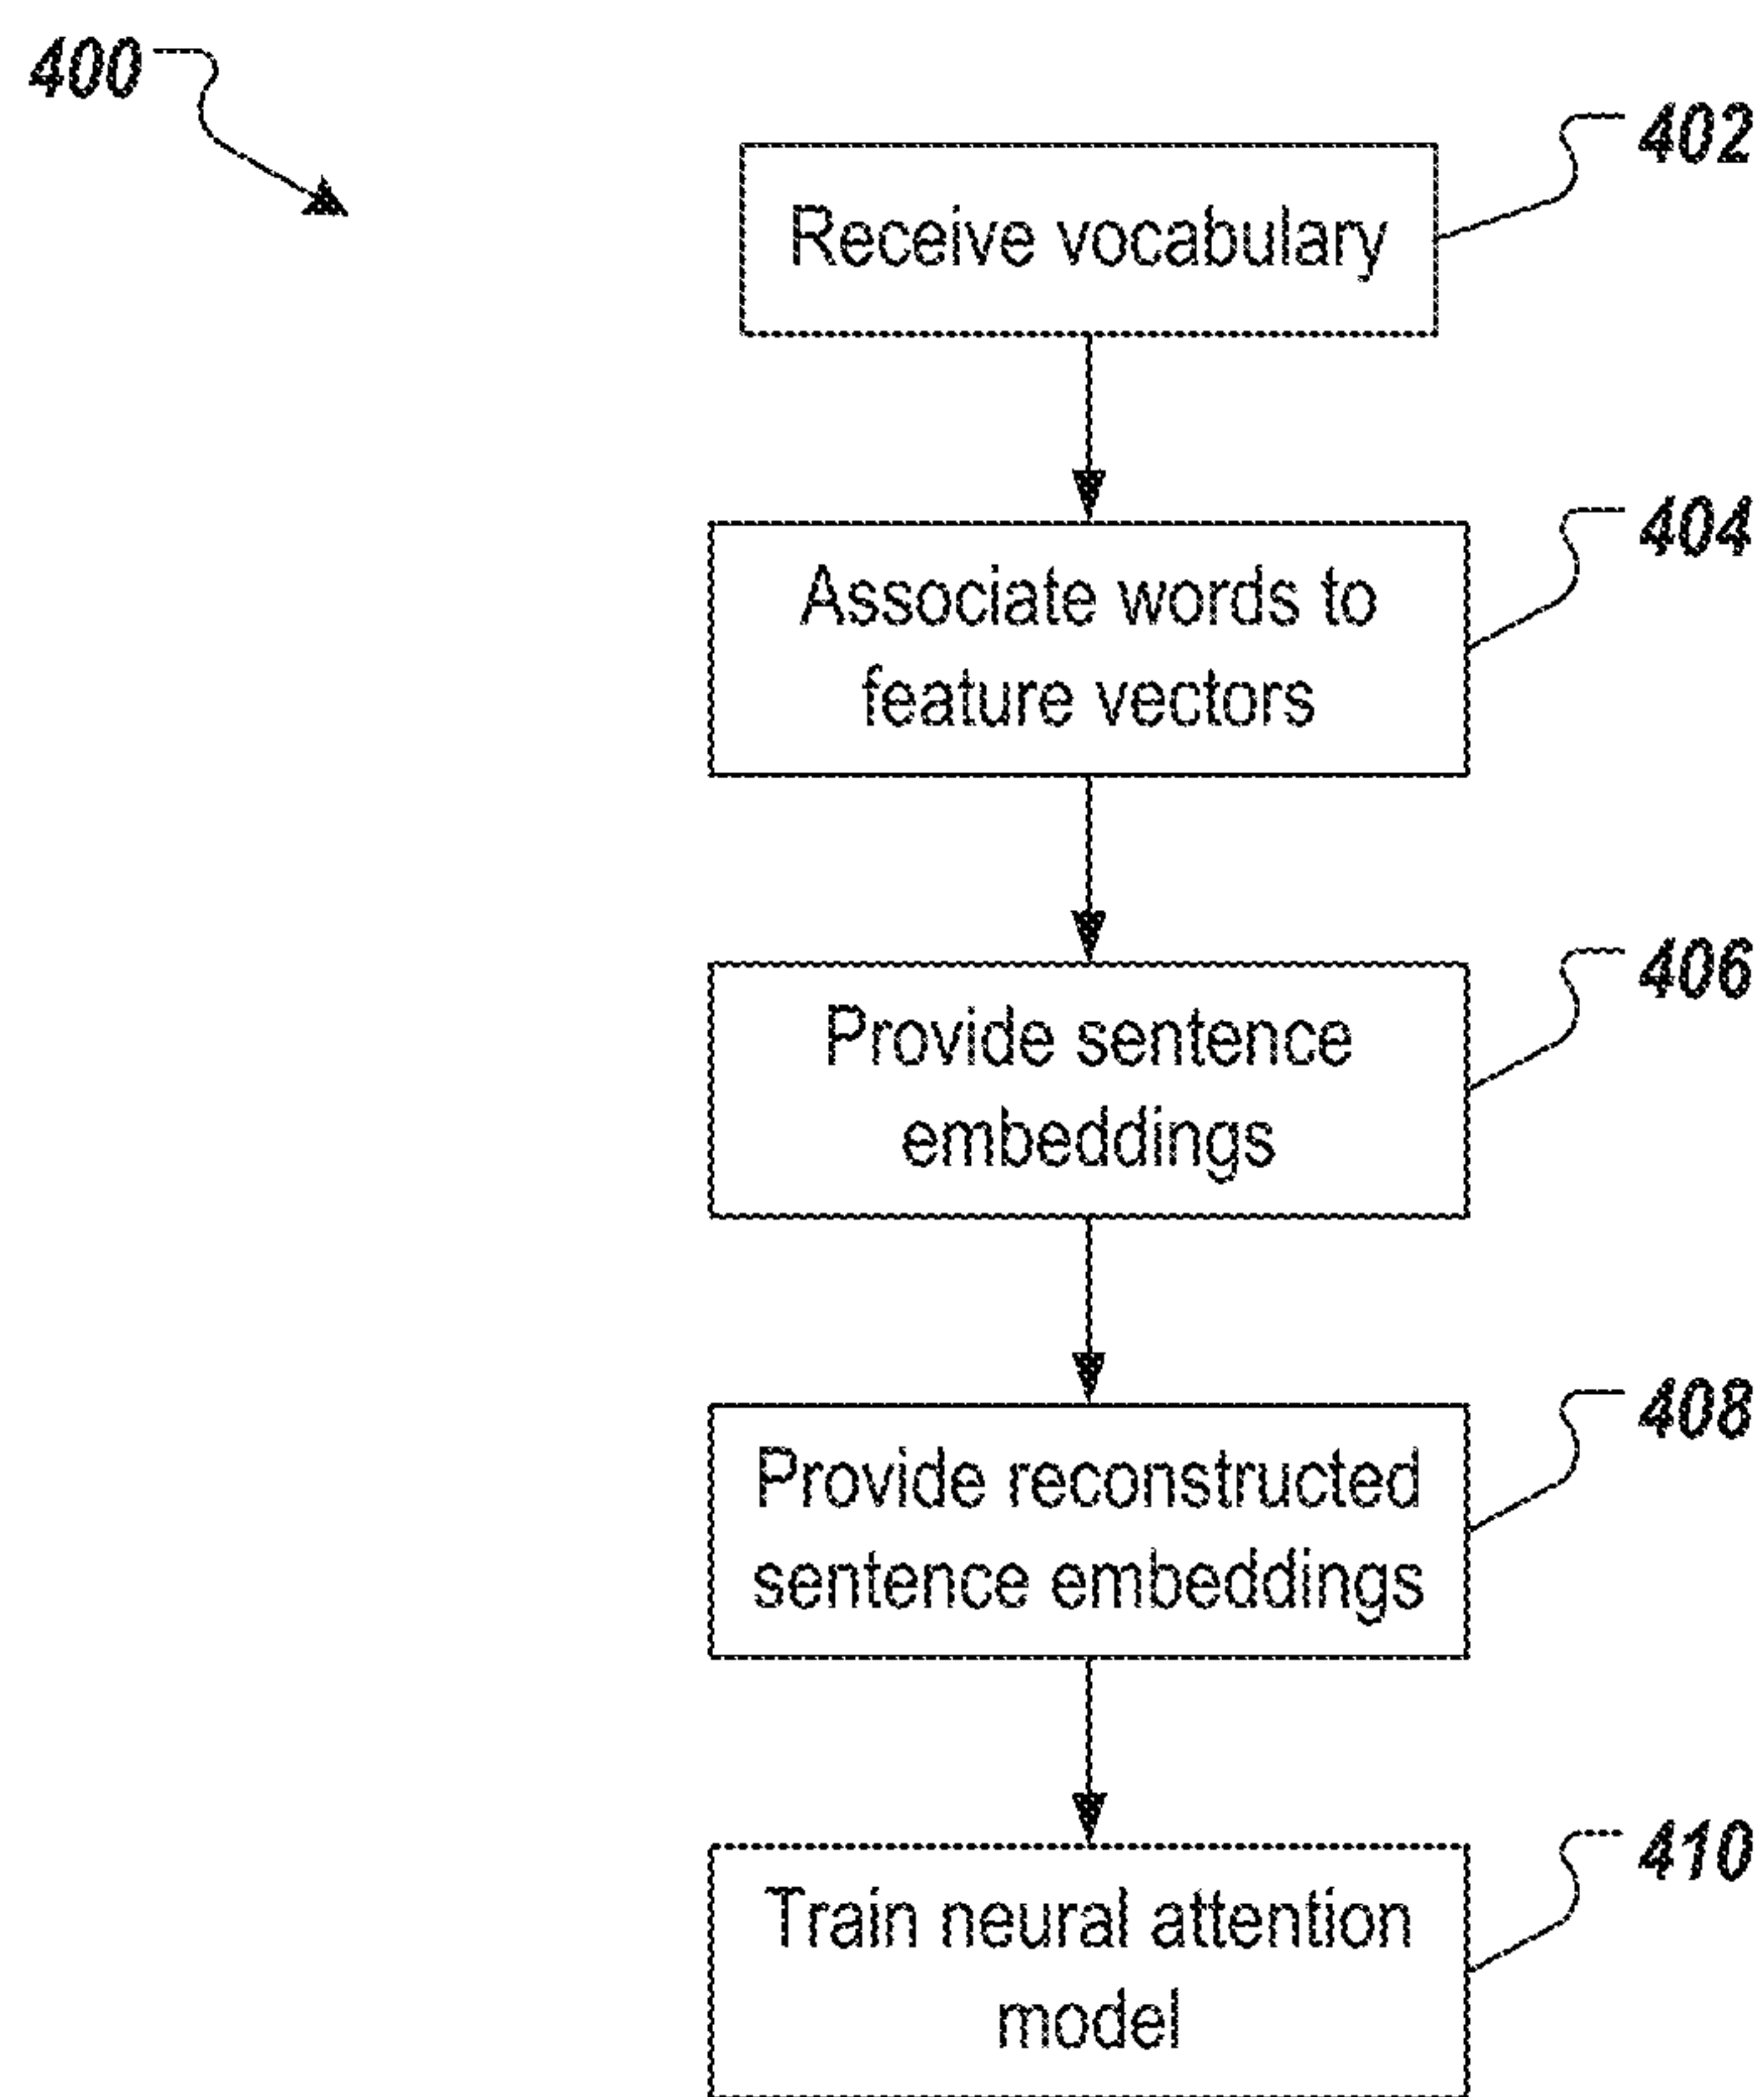 400
402
Receive vocabulary
404
Associate words to
feature vectors
406
Provide sentence
embeddings
408
Provide reconstructed
sentence embeddings
410
Train neural attention
model